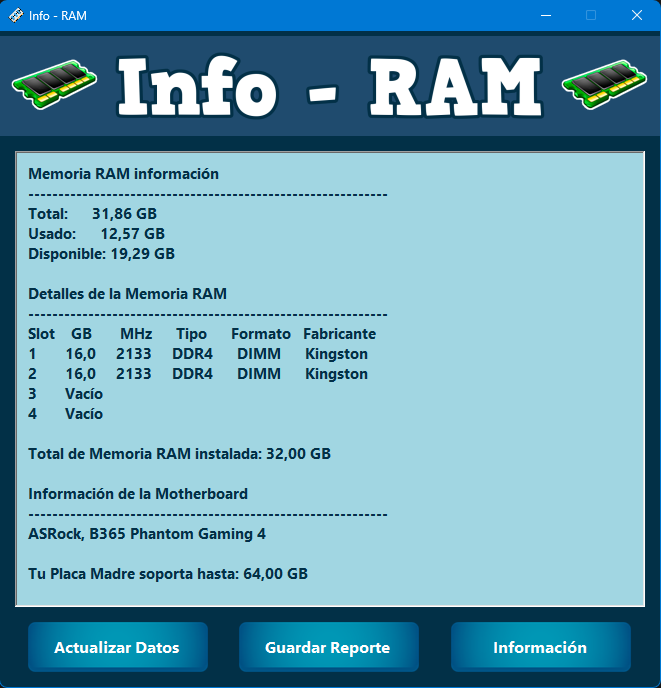 Info - RAM
Info - RAM
Memoria RAM información
------------------------------------------------------------
Total: 31,86 GB
Usado: 12,57 GB
Disponible: 19,29 GB
Detalles de la Memoria RAM
------------------------------------------------------------
Slot GB MHz Tipo Formato Fabricante
1 16,0 2133 DDR4 DIMM Kingston
2 16,0 2133 DDR4 DIMM Kingston
3 Vacío
4 Vacío
Total de Memoria RAM instalada: 32,00 GB
Información de la Motherboard
------------------------------------------------------------
ASRock, B365 Phantom Gaming 4
Tu Placa Madre soporta hasta: 64,00 GB
Actualizar Datos Guardar Reporte Información